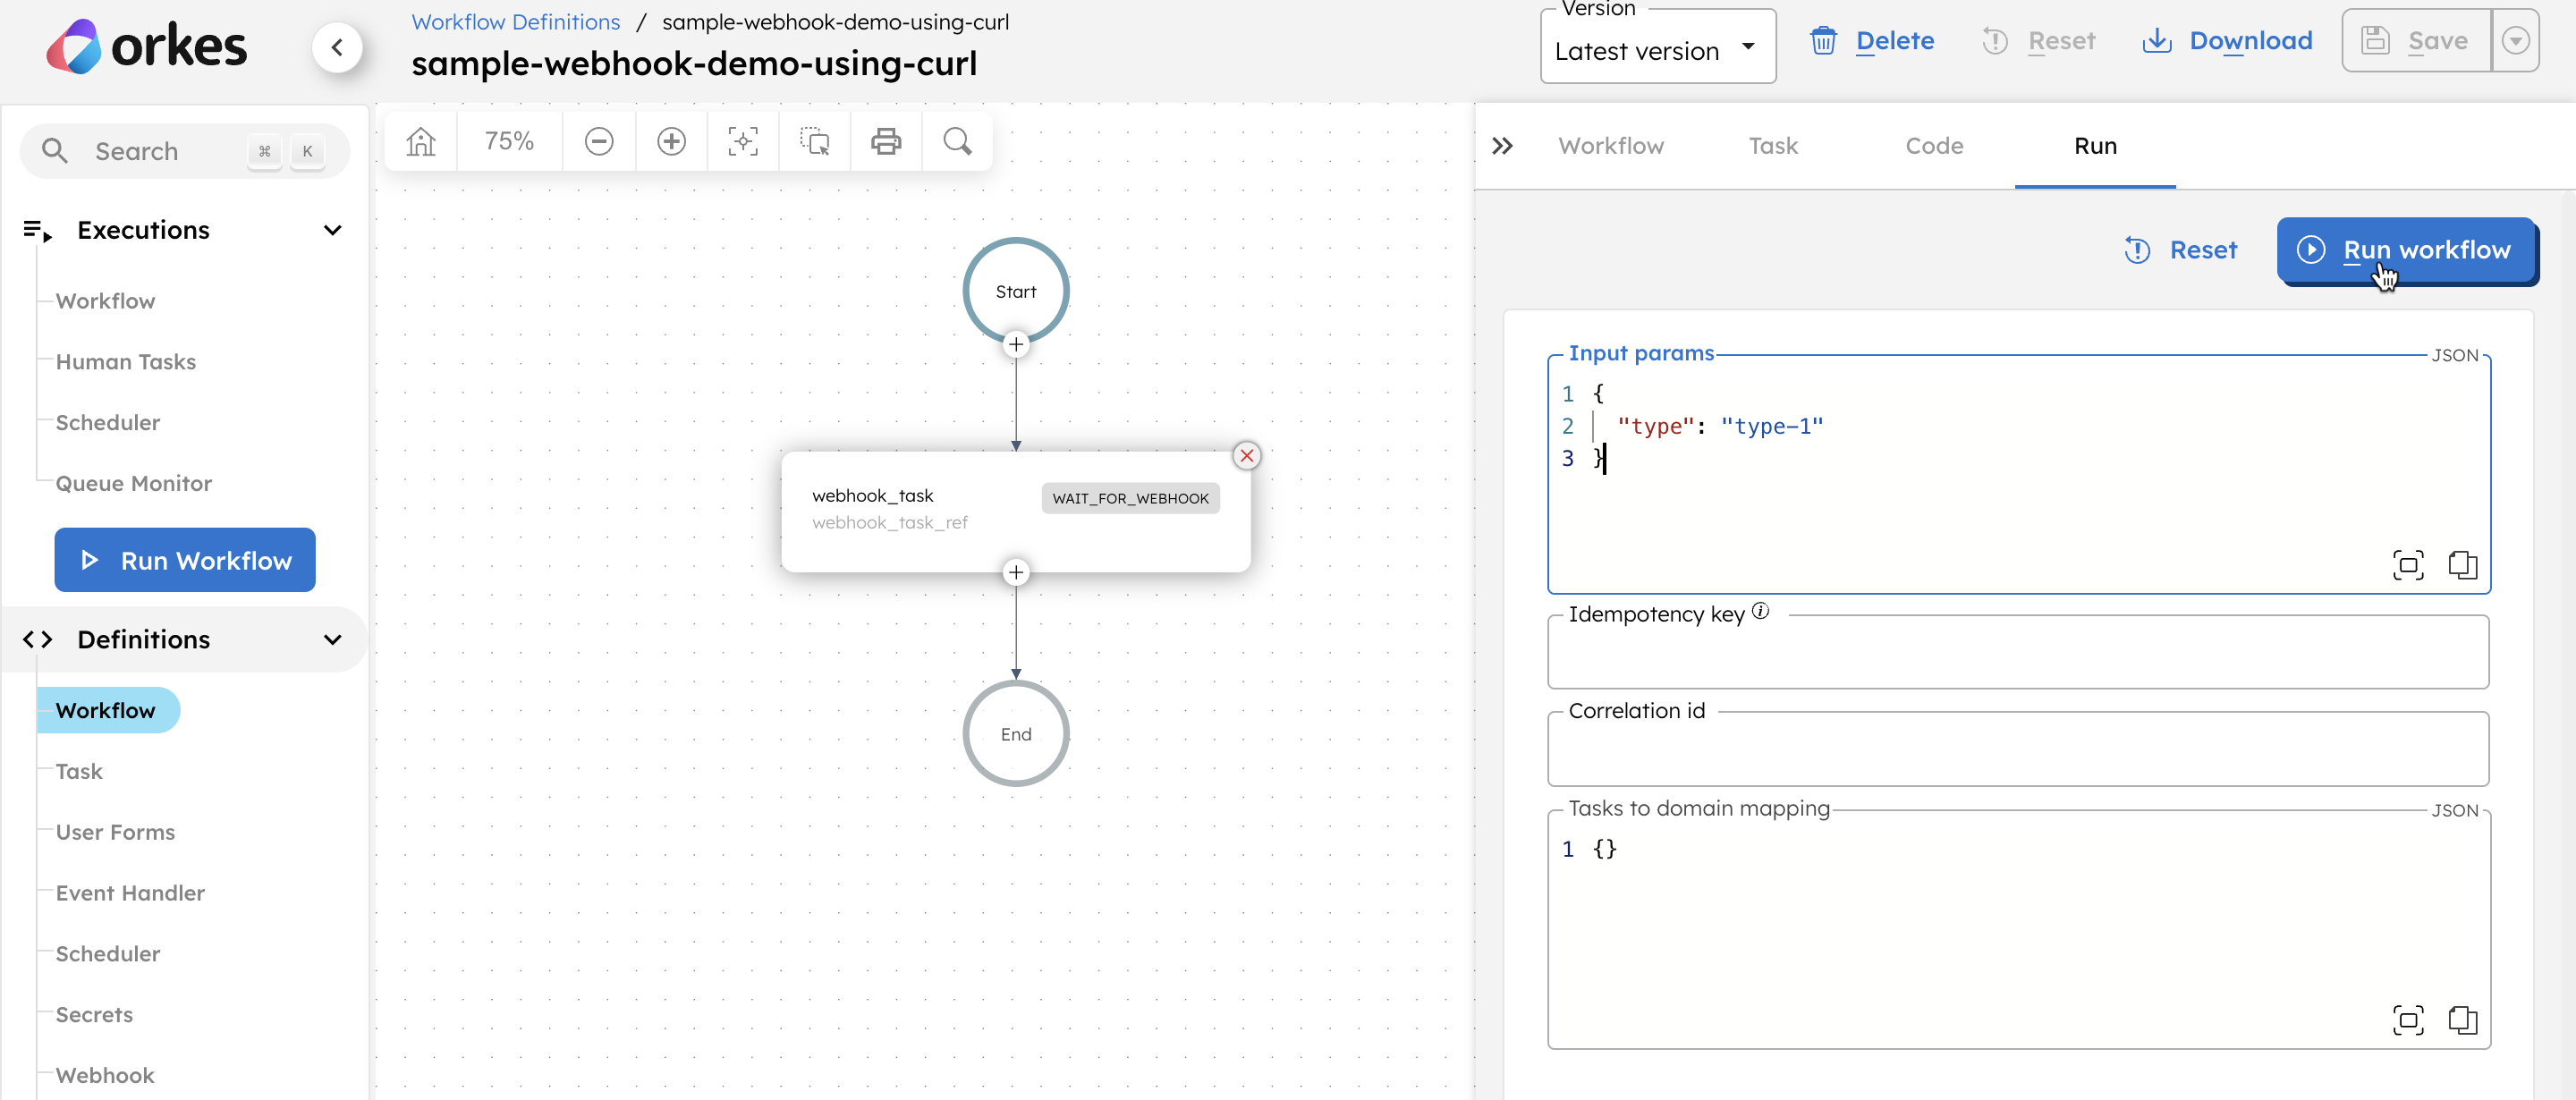 orkes
Workflow Definitions / sample-webhook-demo-using-curl
sample-webhook-demo-using-curl
Version
Latest version
Delete
Reset
Download
Save
Search ⌘ K
Executions
Workflow
Human Tasks
Scheduler
Queue Monitor
Run Workflow
Definitions
Workflow
Task
User Forms
Event Handler
Scheduler
Secrets
Webhook
75%
Start
webhook_task
WAIT_FOR_WEBHOOK
webhook_task_ref
End
Workflow Task Code Run
Reset
Run workflow
Input params
JSON
1 {
2 "type": "type-1"
3 }
Idempotency key
Correlation id
Tasks to domain mapping
JSON
1 {}